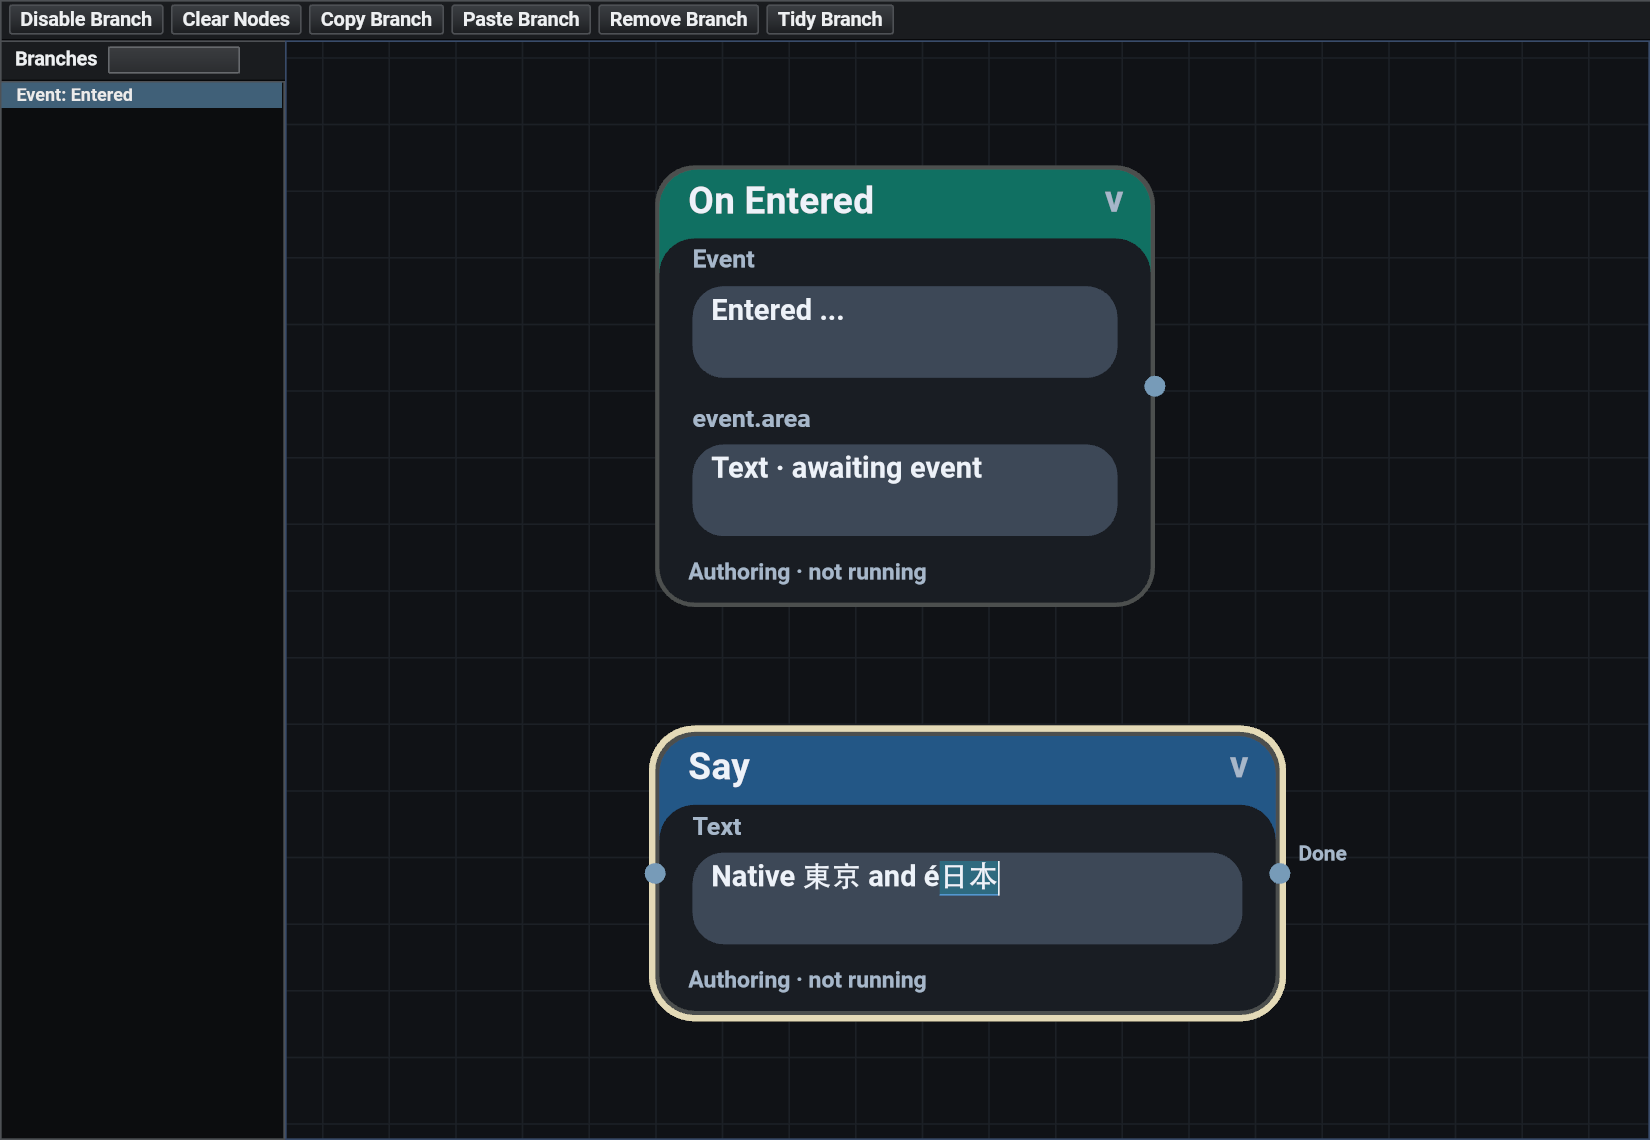 Disable Branch Clear Nodes Copy Branch Paste Branch Remove Branch Tidy Branch
Branches
Event: Entered
On Entered v
Event
Entered ...
event.area
Text · awaiting event
Authoring · not running
Say v
Text
Native 東京 and é日本
Done
Authoring · not running